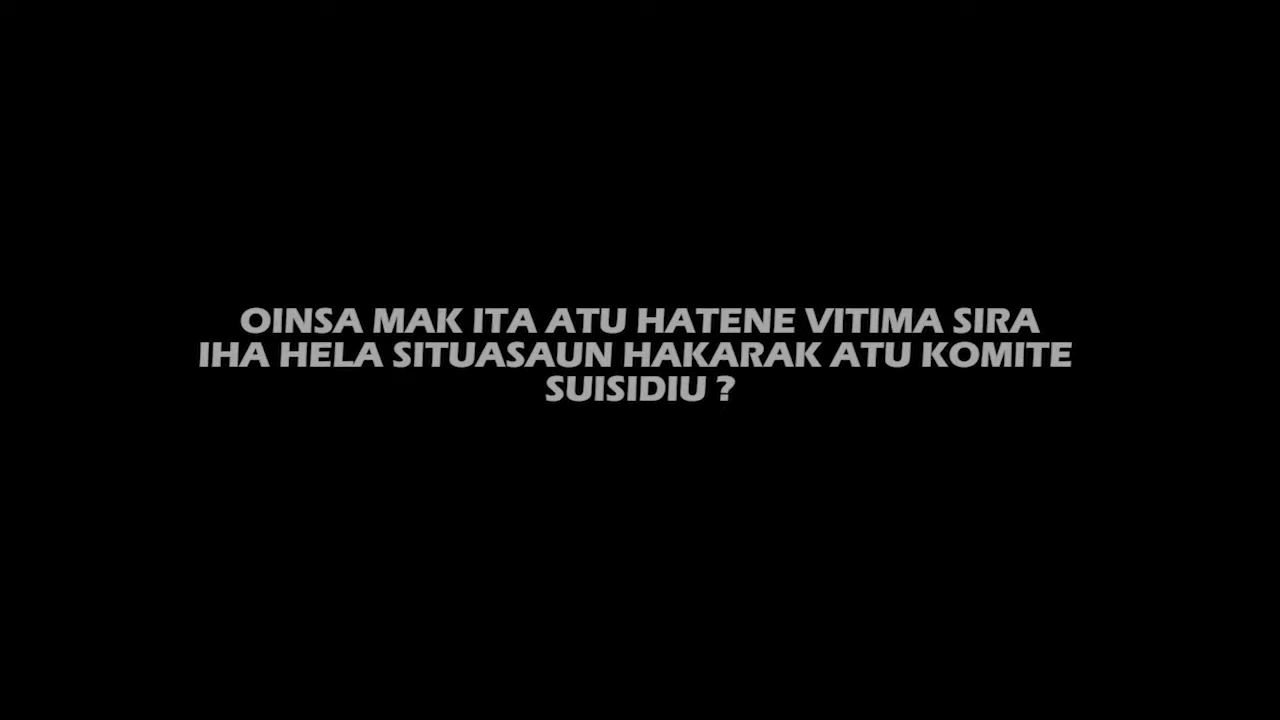 OINSA MAK ITA ATU HATENE VITIMA SIRA
IHA HELA SITUASAUN HAKARAK ATU KOMITE
SUISIDIU ?